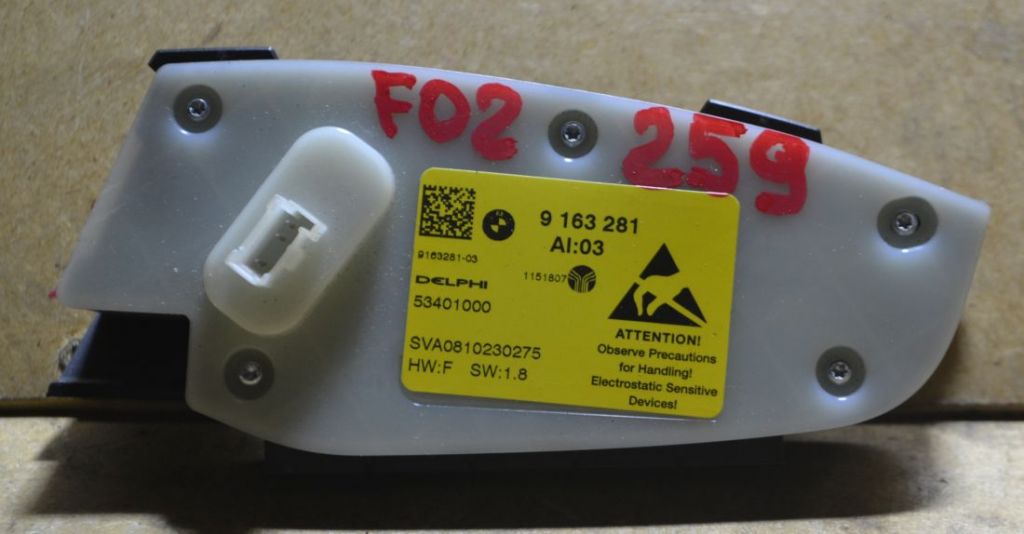 F02 259
9 163 281
AI:03
9163281-03
1151807
DELPHI
53401000
SVA0810230275
HW:F SW:1.8
ATTENTION!
Observe Precautions
for Handling!
Electrostatic Sensitive
Devices!